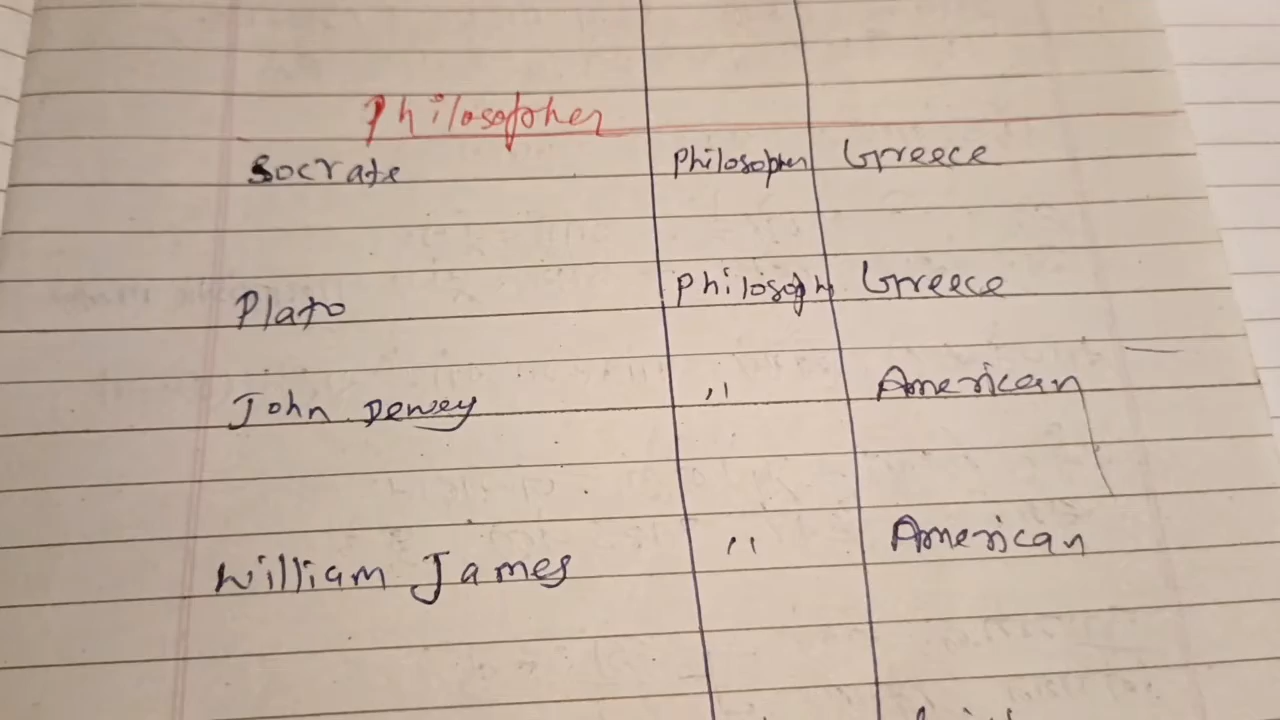 Philosopher
Socrate Philosopher Greece
Plato Philosoph Greece
John Dewey " American
William James " American